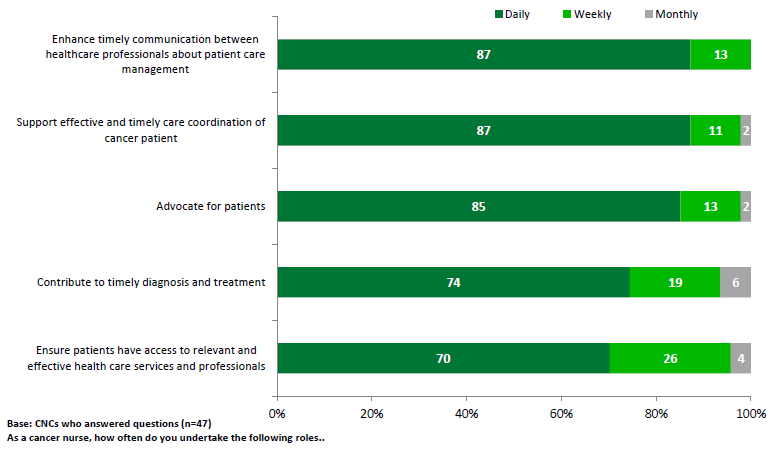 Daily Weekly Monthly
Enhance timely communication between
healthcare professionals about patient care
management
87 13
Support effective and timely care coordination of
cancer patient
87 11 2
Advocate for patients
85 13 2
Contribute to timely diagnosis and treatment
74 19 6
Ensure patients have access to relevant and
effective health care services and professionals
70 26 4
0% 20% 40% 60% 80% 100%
Base: CNCs who answered questions (n=47)
As a cancer nurse, how often do you undertake the following roles..